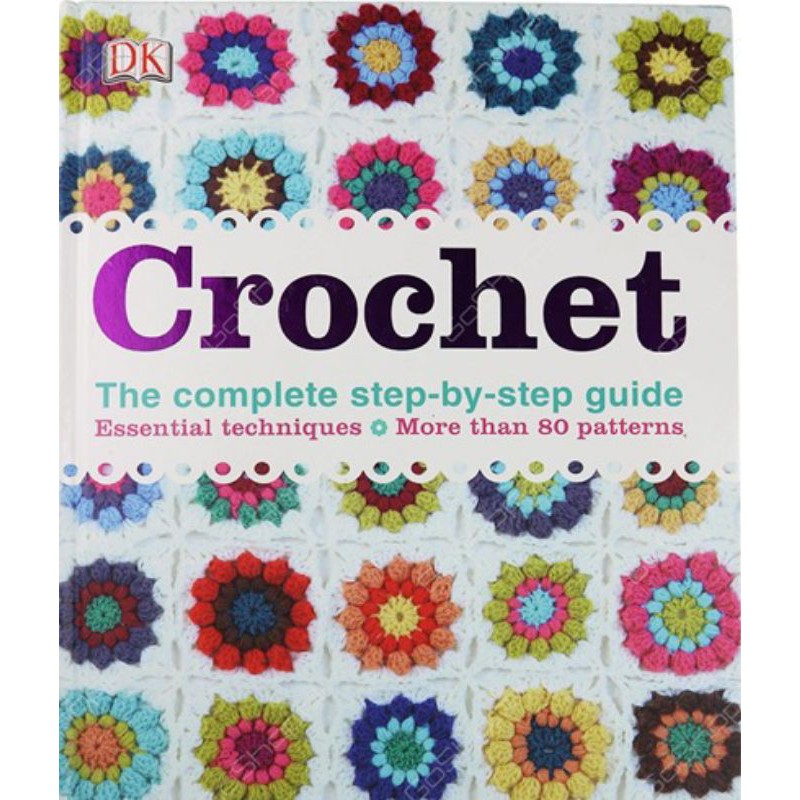 DK
Crochet
The complete step-by-step guide
Essential techniques More than 80 patterns